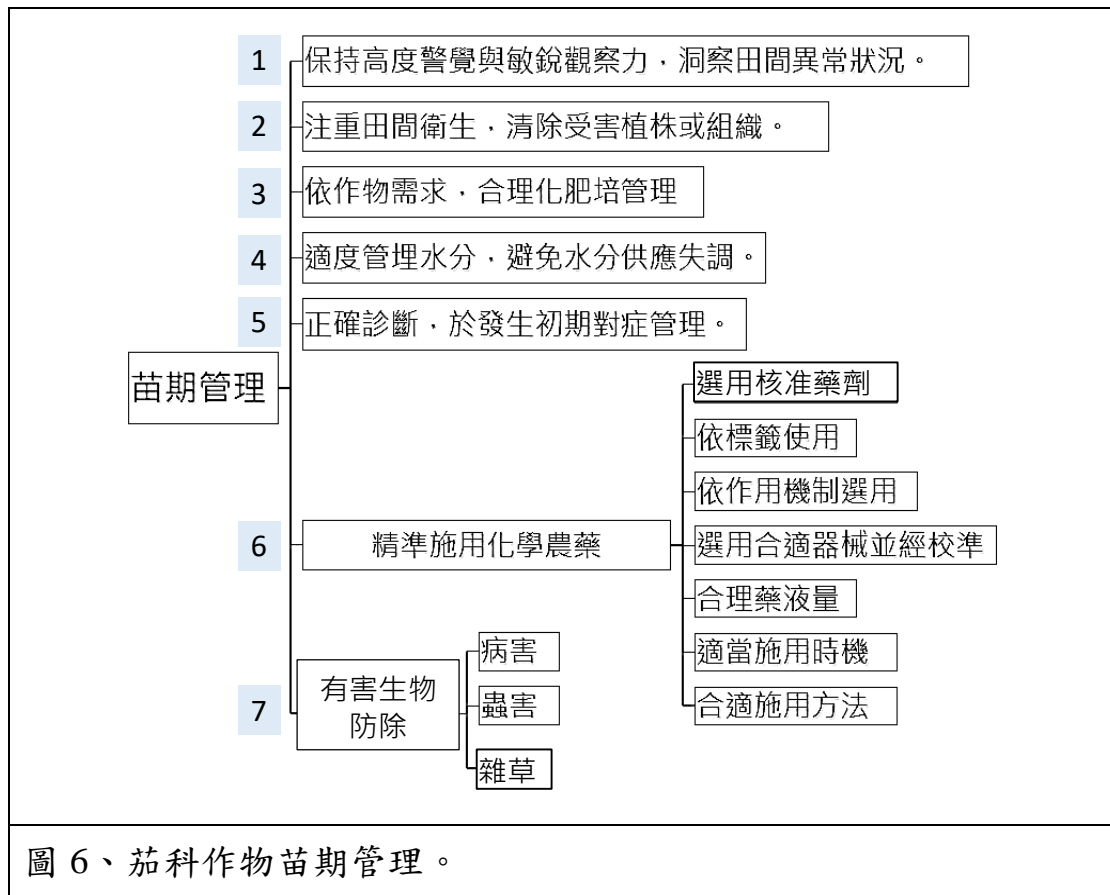 1
保持高度警覺與敏銳觀察力，洞察田間異常狀況。
2
注重田間衛生，清除受害植株或組織。
3
依作物需求，合理化肥培管理
4
適度管埋水分，避免水分供應失調。
5
正確診斷，於發生初期對症管理。
苗期管理
6
精準施用化學農藥
選用核准藥劑
依標籤使用
依作用機制選用
選用合適器械並經校準
合理藥液量
適當施用時機
合適施用方法
7
有害生物
防除
病害
蟲害
雜草
圖 6、茄科作物苗期管理。